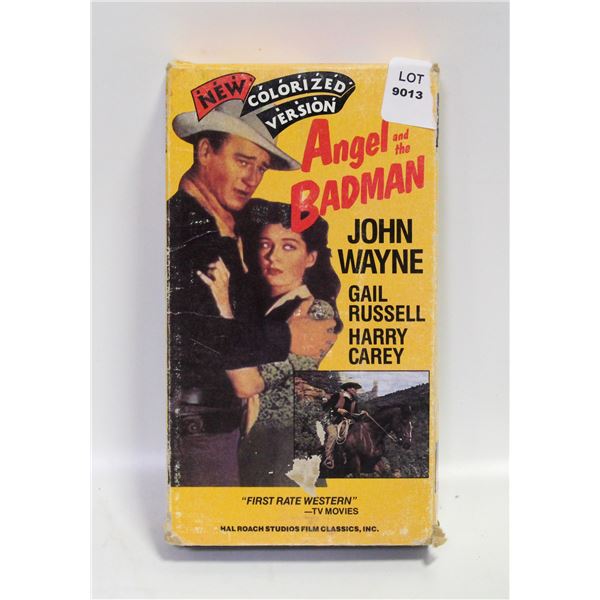 LOT
9013
NEW
COLORIZED
VERSION
Angel and the
BADMAN
JOHN
WAYNE
GAIL
RUSSELL
HARRY
CAREY
"FIRST RATE WESTERN"
—TV MOVIES
HAL ROACH STUDIOS FILM CLASSICS, INC.